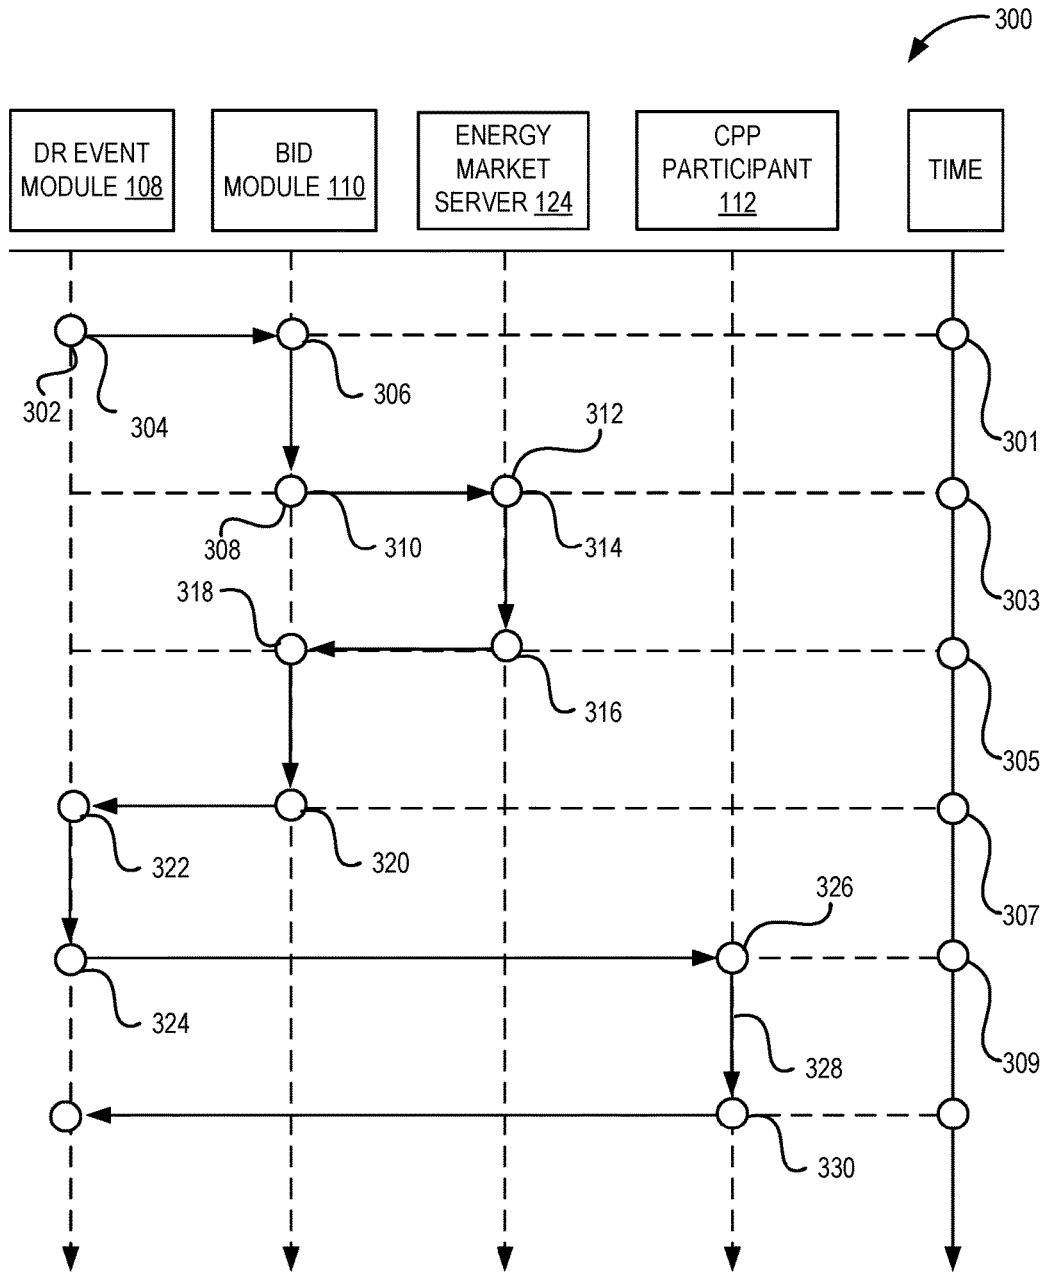 300
DR EVENT
MODULE 108
BID
MODULE 110
ENERGY
MARKET
SERVER 124
CPP
PARTICIPANT
112
TIME
302
304
306
301
312
308
310
314
303
318
316
305
322
320
326
307
324
328
309
330